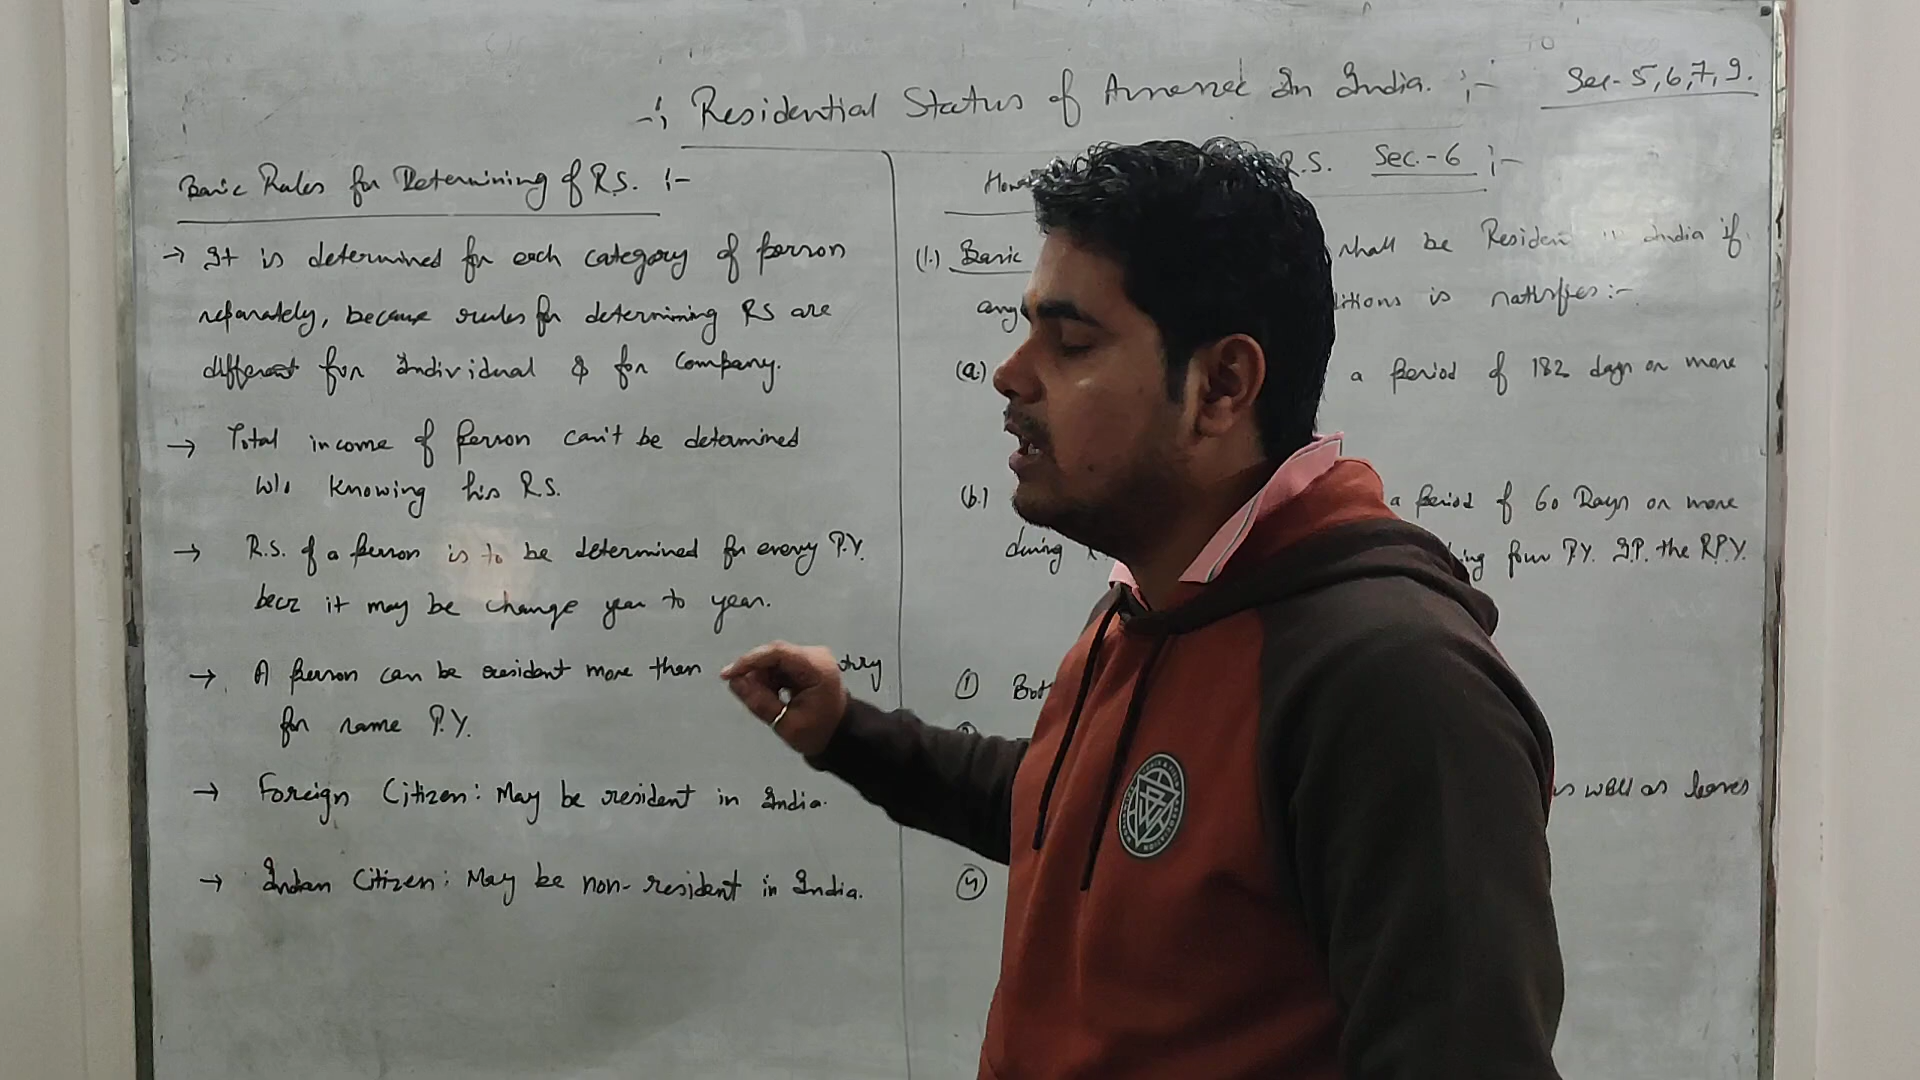 -: Residential Status of Assessee In India. :-
Sec- 5,6,7,9.
Basic Rules for Determining of R.S. :-
→ It is determined for each category of person
separately, because rules for determining RS are
different for Individual & for Company.
→ Total income of person can't be determined
w/o knowing his R.S.
→ R.S. of a person is to be determined for every P.Y.
becz it may be change year to year.
→ A person can be resident more than
for same P.Y.
→ Foreign Citizen: May be resident in India.
→ Indian Citizen: May be non-resident in India.
R.S. Sec.-6 :-
(1.) Basic shall be Resident in India if
is satisfies:-
(a.) a period of 182 days or more
(b.) a period of 60 Days or more
during four P.Y. I.P. the R.P.Y.
①
as well as leaves
④